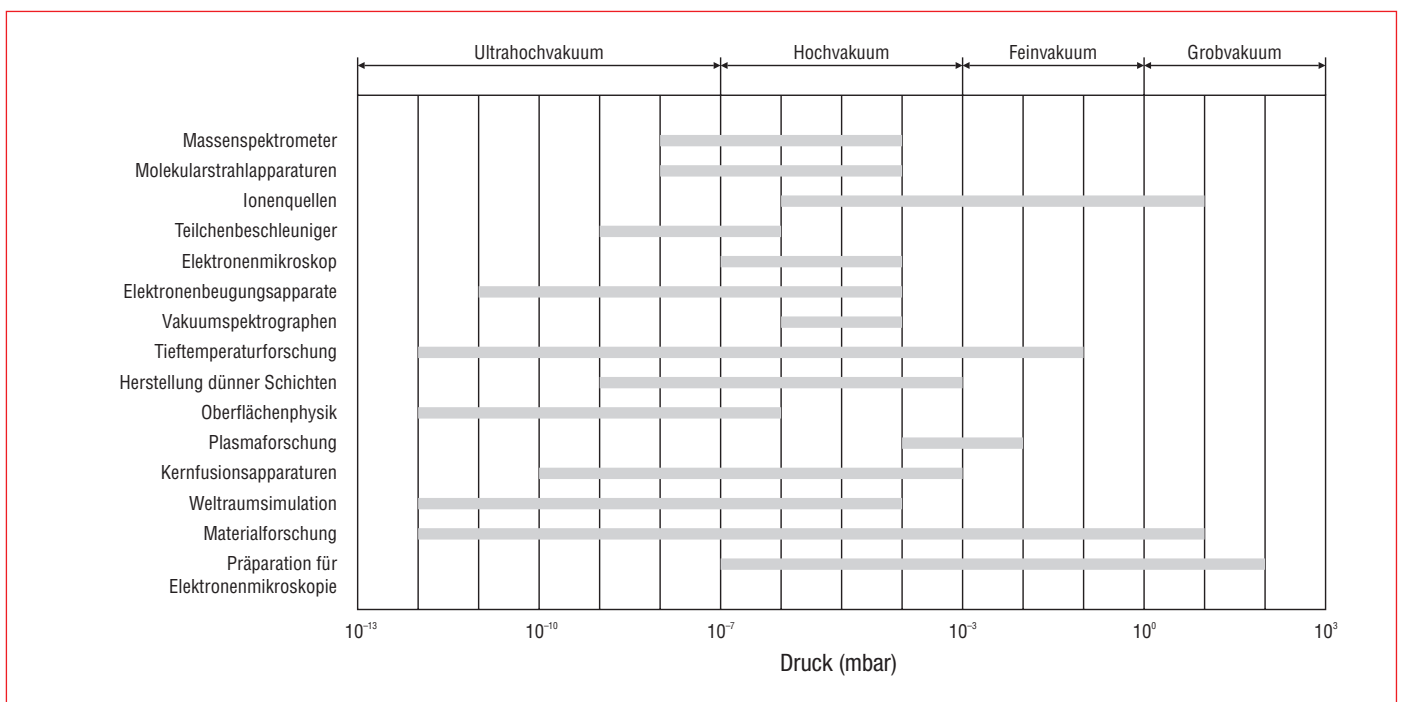 Ultrahochvakuum Hochvakuum Feinvakuum Grobvakuum
Massenspektrometer
Molekularstrahlapparaturen
Ionenquellen
Teilchenbeschleuniger
Elektronenmikroskop
Elektronenbeugungsapparate
Vakuumspektrographen
Tieftemperaturforschung
Herstellung dünner Schichten
Oberflächenphysik
Plasmaforschung
Kernfusionsapparaturen
Weltraumsimulation
Materialforschung
Präparation für
Elektronenmikroskopie
10⁻¹³ 10⁻¹⁰ 10⁻⁷ 10⁻³ 10⁰ 10³
Druck (mbar)